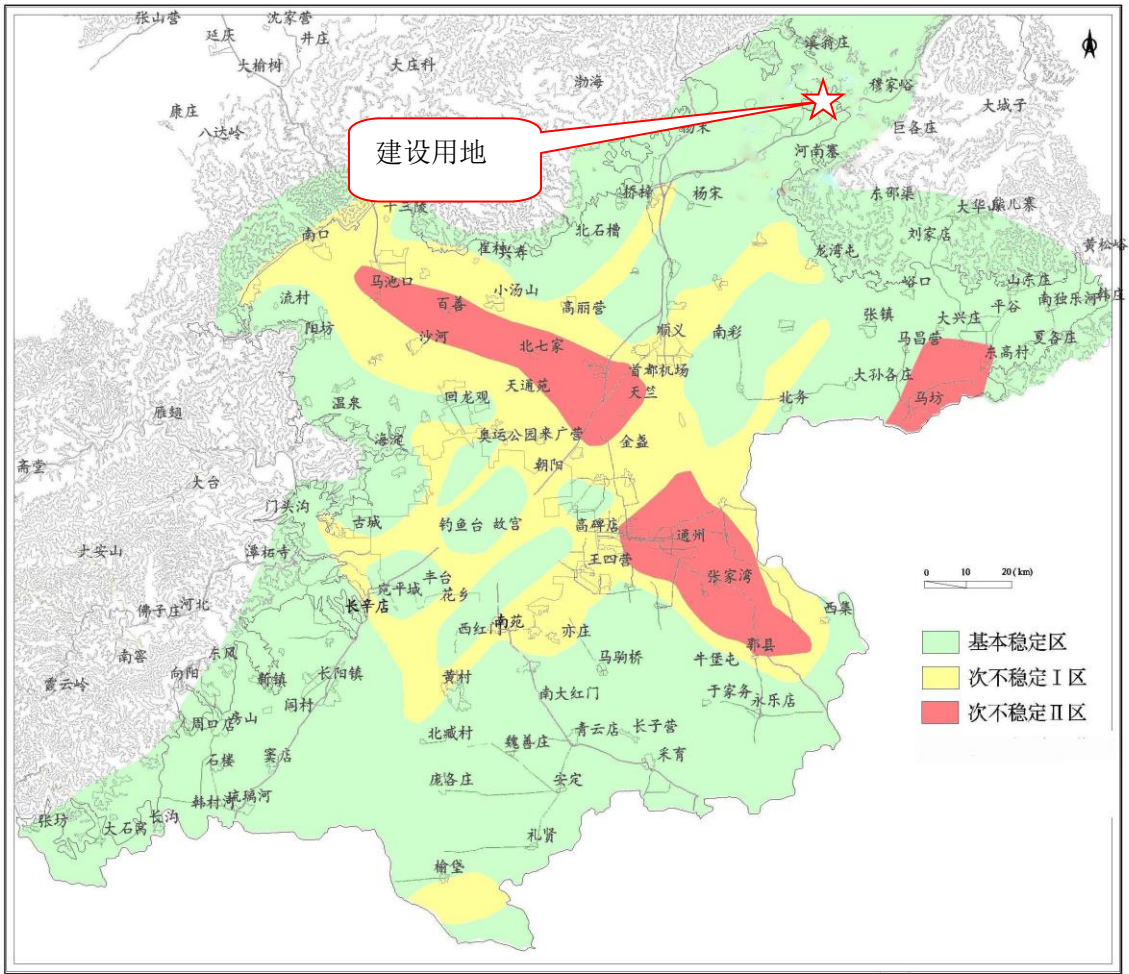 张山营
沈家营
延庆
井庄
大榆树
大庄科
渤海
溪翁庄
穆家峪
康庄
八达岭
大城子
巨各庄
建设用地
河南寨
桥梓
杨宋
东邵渠
十三陵
南口
北石槽
崔村
兴寿
刘家店
黄松峪
龙湾屯
峪口
山东庄
马池口
百善
小汤山
高丽营
流村
阳坊
沙河
北七家
顺义
南彩
张镇
大兴庄
平谷
南独乐河
韩庄
马昌营
夏各庄
东高村
首都机场
天通苑
天竺
大孙各庄
马坊
温泉
回龙观
北务
雁翅
奥运公园
来广营
金盏
海淀
朝阳
斋堂
大台
门头沟
古城
钓鱼台
故宫
高碑店
通州
大安山
潭柘寺
王四营
张家湾
0 10 20(km)
丰台
宛平城
花乡
佛子庄
河北
长辛店
西集
基本稳定区
西红门
南苑
亦庄
南窖
东风
马驹桥
牛堡屯
郭县
霞云岭
向阳
新镇
长阳镇
黄村
次不稳定Ⅰ区
南大红门
于家务
永乐店
周口店
房山
闫村
次不稳定Ⅱ区
北臧村
魏善庄
青云店
长子营
石楼
窦店
采育
庞各庄
安定
韩村河
琉璃河
张坊
大石窝
长沟
礼贤
榆垡